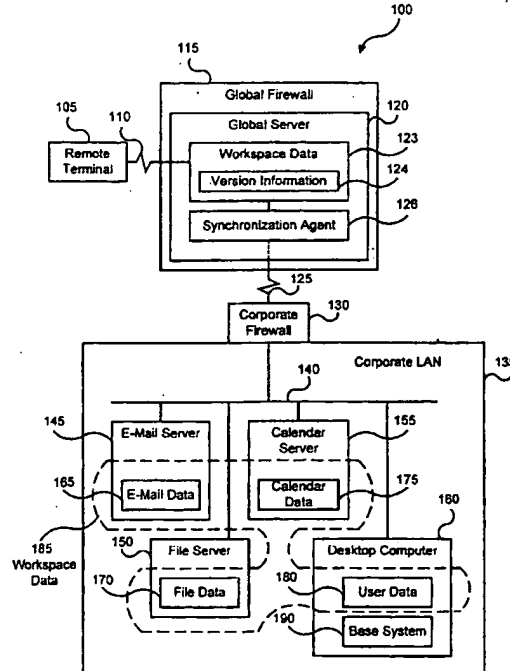 100
115
Global Firewall
120
Global Server
105
110
123
Remote Terminal
Workspace Data
Version Information
124
Synchronization Agent
126
125
130
Corporate Firewall
Corporate LAN
135
140
145
E-Mail Server
155
Calendar Server
165
E-Mail Data
Calendar Data
175
160
185
Workspace Data
150
File Server
Desktop Computer
170
File Data
180
User Data
190
Base System